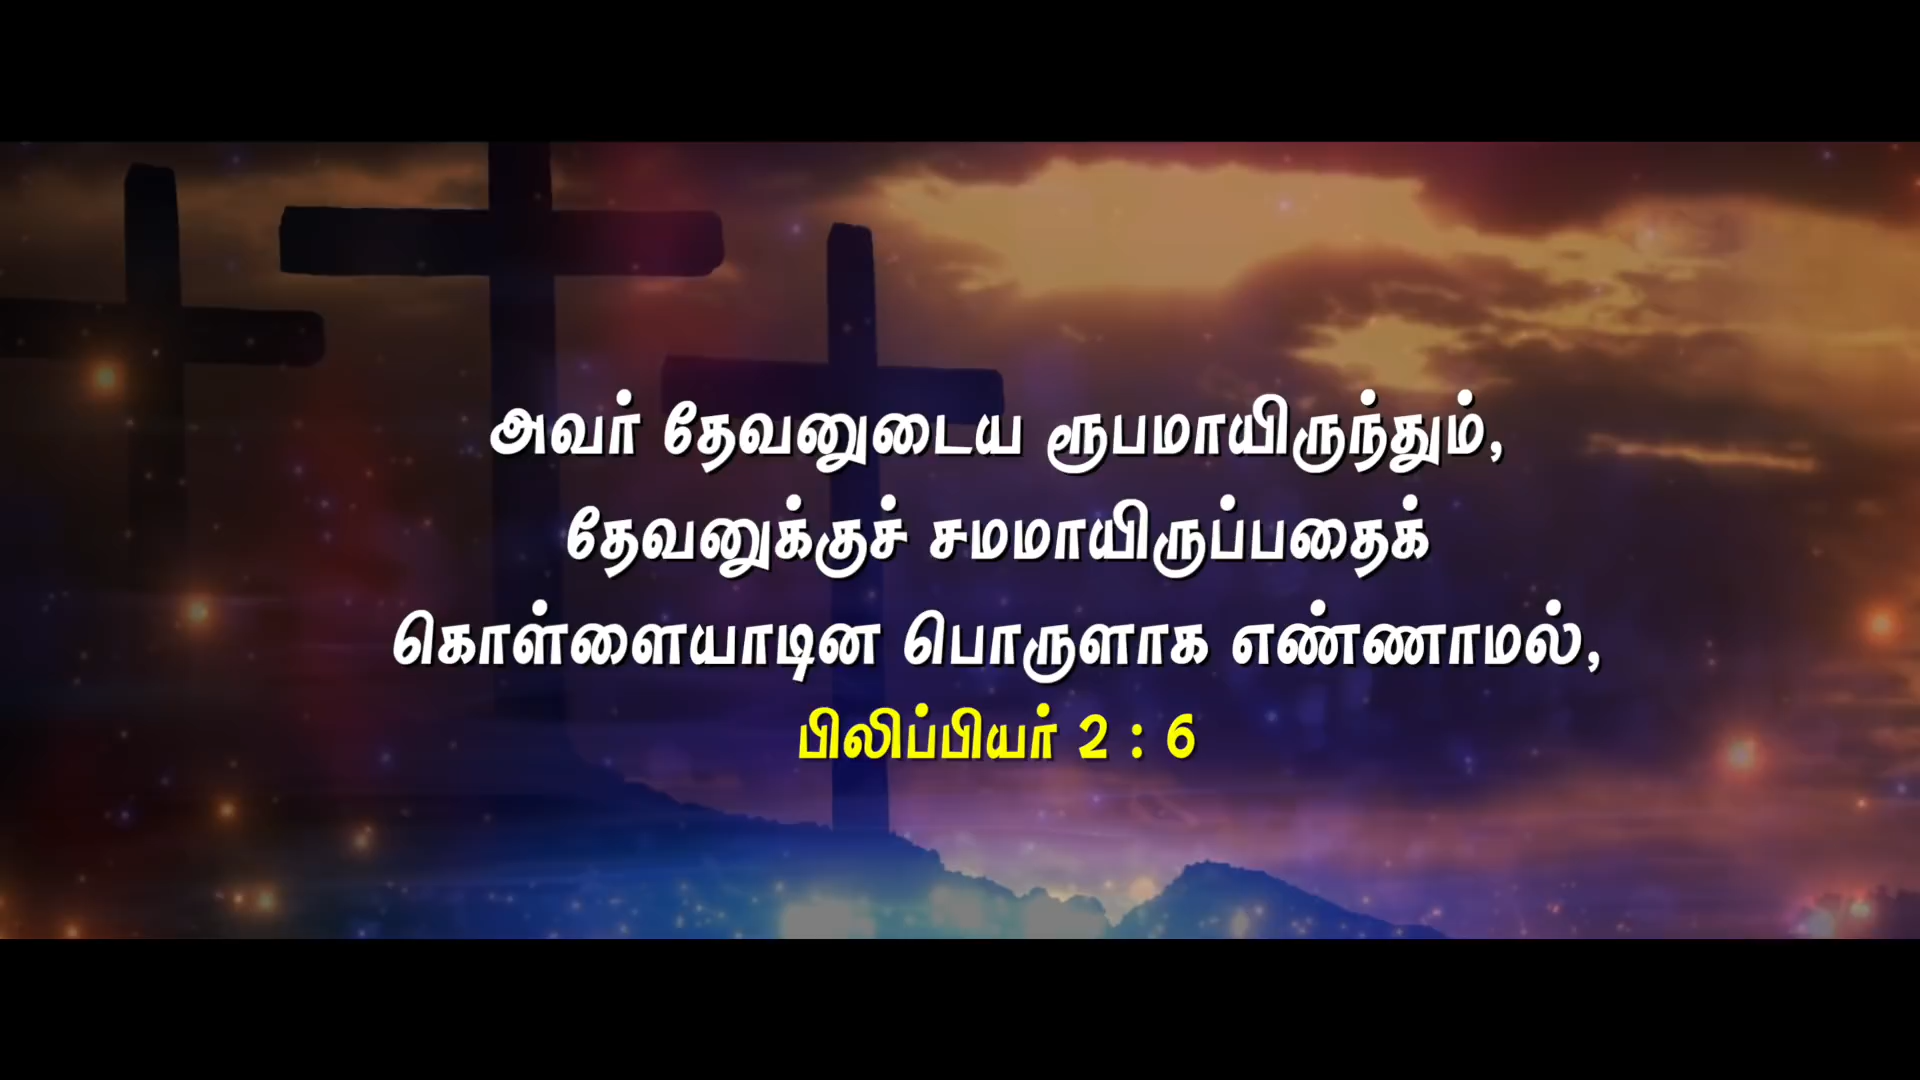 அவர் தேவனுடைய ரூபமாயிருந்தும்,
தேவனுக்குச் சமமாயிருப்பதைக்
கொள்ளையாடின பொருளாக எண்ணாமல்,
பிலிப்பியர் 2 : 6